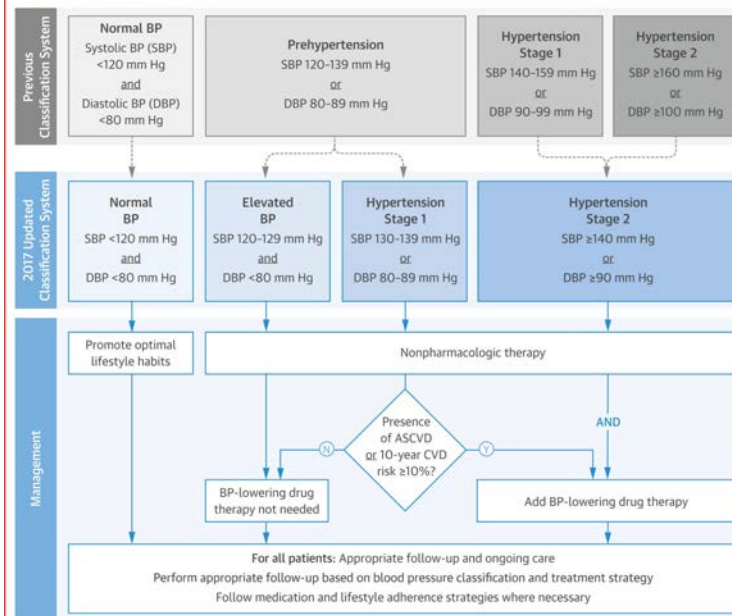 Previous
Classification System
Normal BP
Systolic BP (SBP)
<120 mm Hg
and
Diastolic BP (DBP)
<80 mm Hg
Prehypertension
SBP 120-139 mm Hg
or
DBP 80-89 mm Hg
Hypertension
Stage 1
SBP 140-159 mm Hg
or
DBP 90-99 mm Hg
Hypertension
Stage 2
SBP ≥160 mm Hg
or
DBP ≥100 mm Hg
2017 Updated
Classification System
Normal
BP
SBP <120 mm Hg
and
DBP <80 mm Hg
Elevated
BP
SBP 120-129 mm Hg
and
DBP <80 mm Hg
Hypertension
Stage 1
SBP 130-139 mm Hg
or
DBP 80-89 mm Hg
Hypertension
Stage 2
SBP ≥140 mm Hg
or
DBP ≥90 mm Hg
Management
Promote optimal
lifestyle habits
Nonpharmacologic therapy
Presence
of ASCVD
or 10-year CVD
risk ≥10%?
N
Y
AND
BP-lowering drug
therapy not needed
Add BP-lowering drug therapy
For all patients: Appropriate follow-up and ongoing care
Perform appropriate follow-up based on blood pressure classification and treatment strategy
Follow medication and lifestyle adherence strategies where necessary